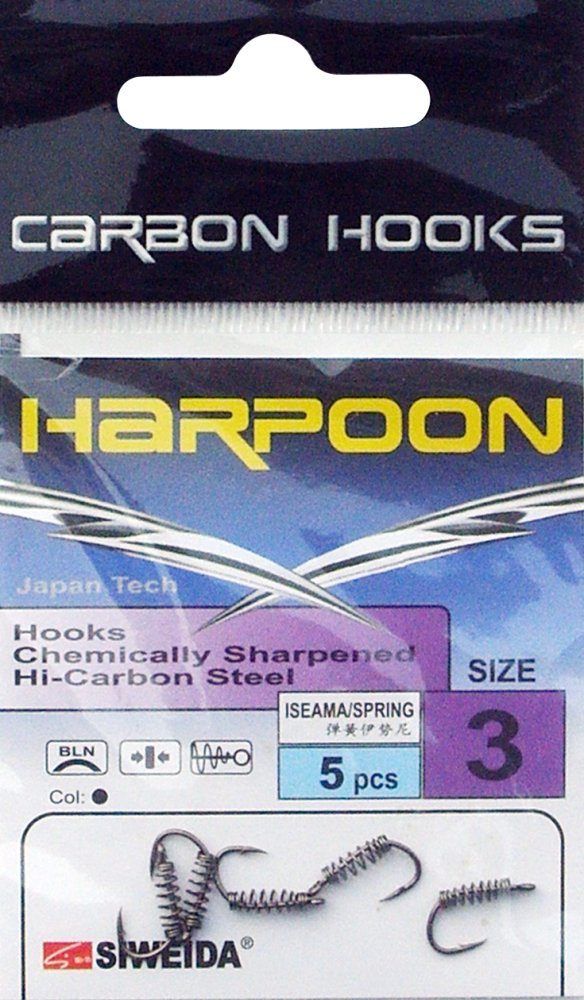 CARBON HOOKS
HARPOON
Japan Tech
Hooks
Chemically Sharpened
Hi-Carbon Steel
SIZE
3
ISEAMA/SPRING
弹簧伊势尼
5 pcs
BLN
Col:
SIWEIDA®